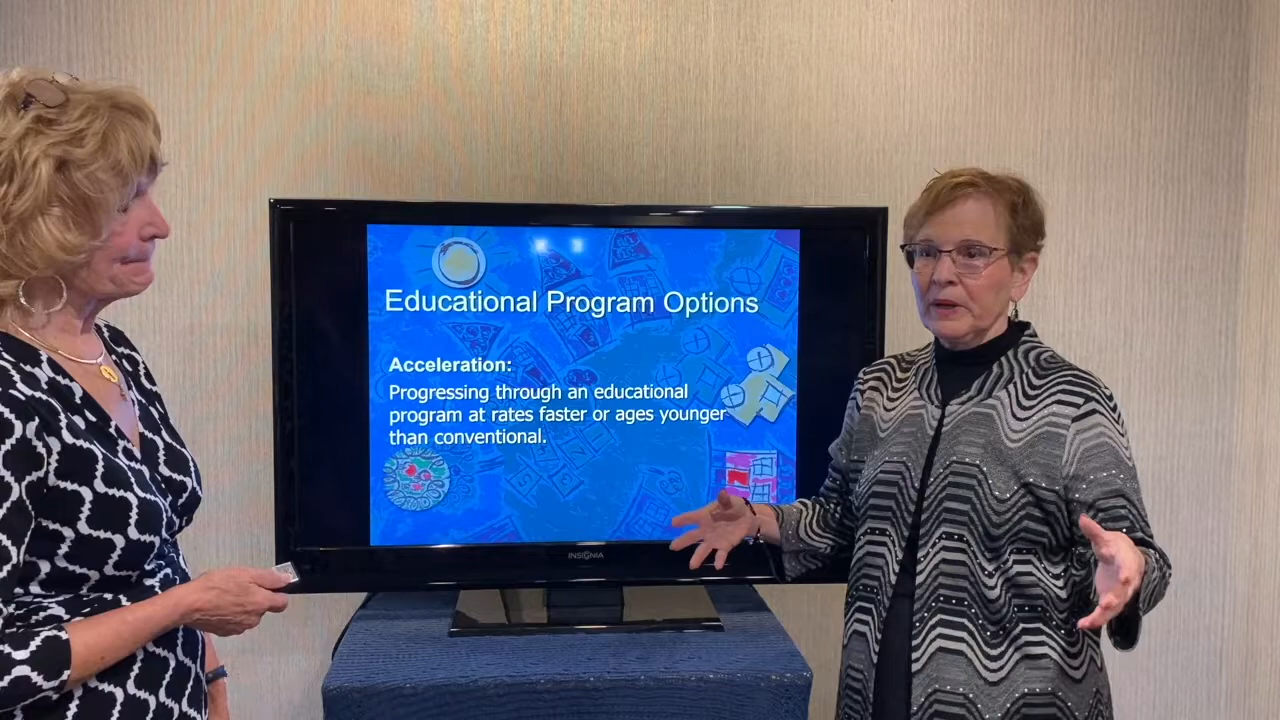 Educational Program Options
Acceleration:
Progressing through an educational
program at rates faster or ages younger
than conventional.
INSIGNIA